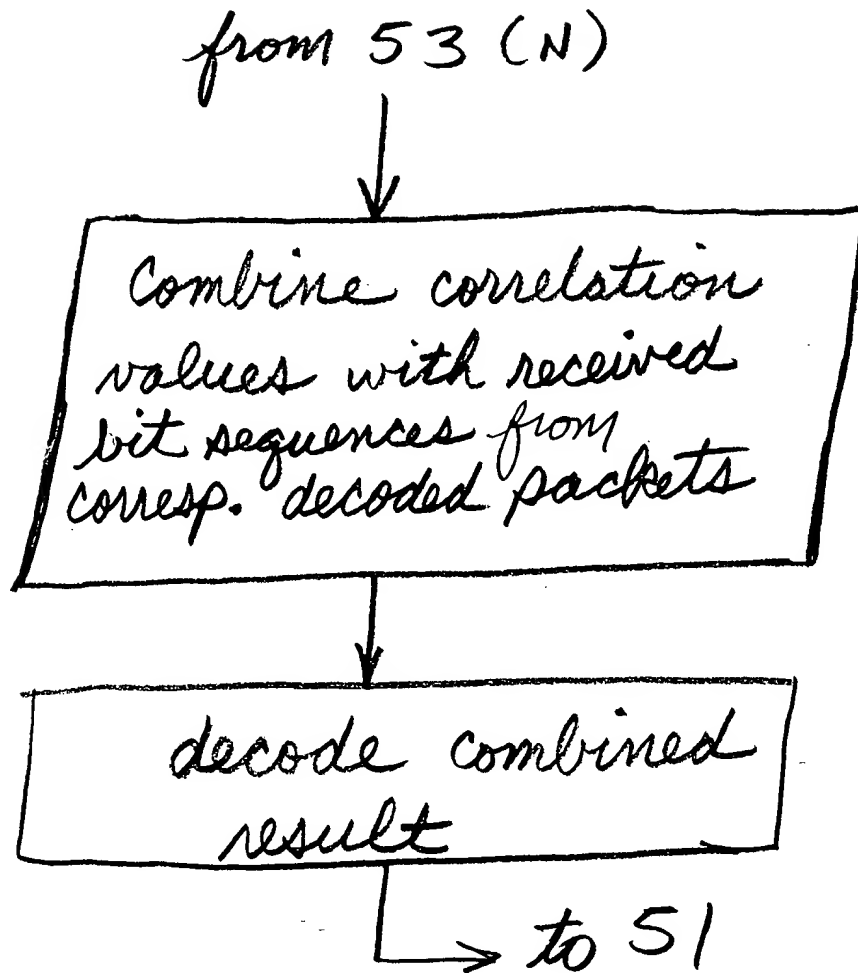 from 53 (N)
Combine correlation
values with received
bit sequences from
corresp. decoded packets
decode combined
result
to 51